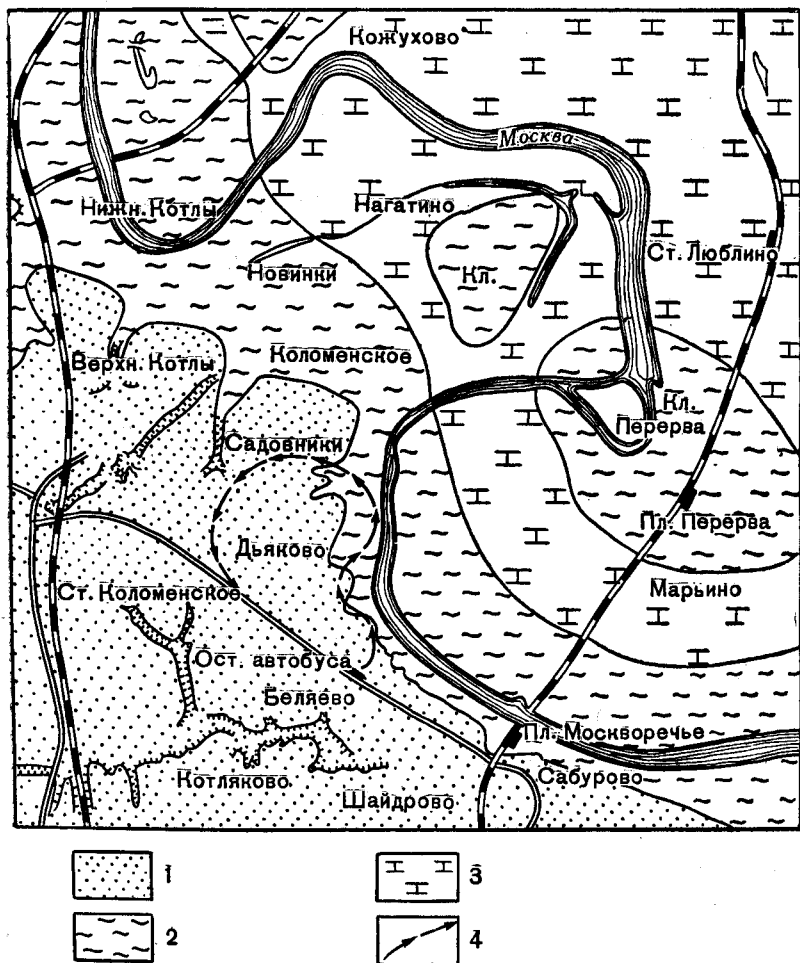 Кожухово
Москва
Нижн. Котлы
Нагатино
Ст. Люблино
Новинки
Кл.
Верхн. Котлы
Коломенское
Кл.
Перерва
Садовники
Пл. Перерва
Дьяково
Марьино
Ст. Коломенское
Ост. автобуса
Беляево
Пл. Москворечье
Котляково
Сабурово
Шайдрово
1
3
2
4